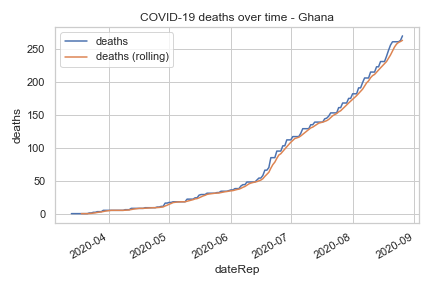 COVID-19 deaths over time - Ghana
deaths
deaths (rolling)
250
200
150
100
50
0
deaths
2020-04
2020-05
2020-06
2020-07
2020-08
2020-09
dateRep